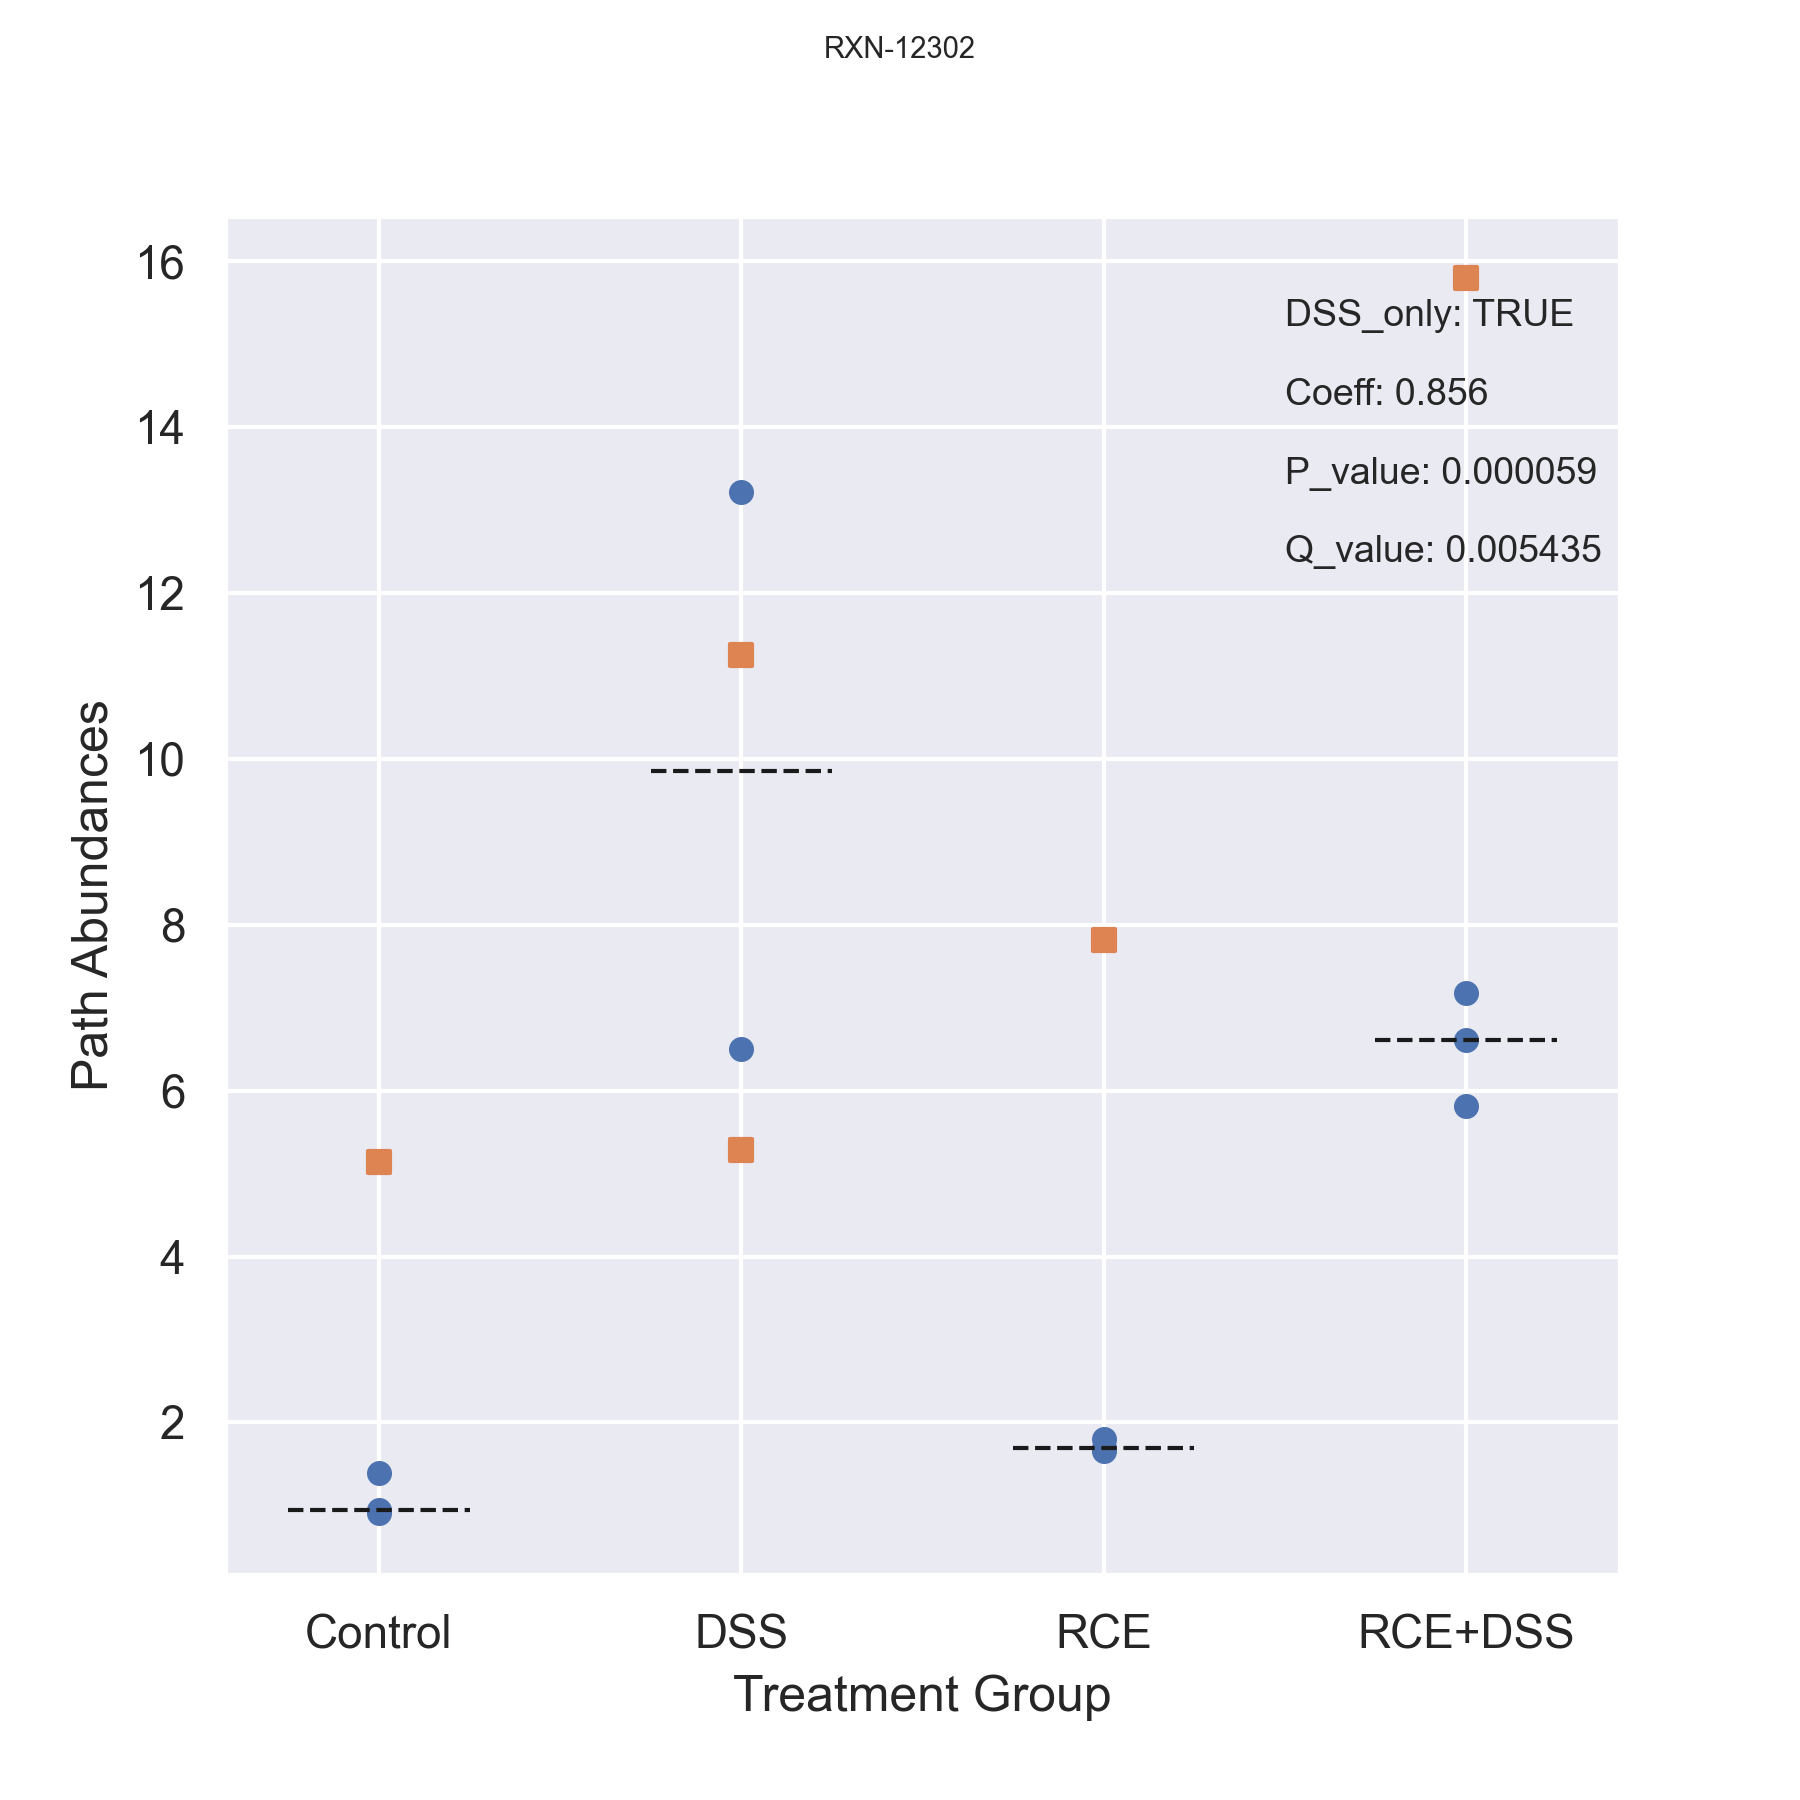 RXN-12302
16
14
12
10
8
6
4
2
Path Abundances
DSS_only: TRUE
Coeff: 0.856
P_value: 0.000059
Q_value: 0.005435
Control DSS RCE RCE+DSS
Treatment Group